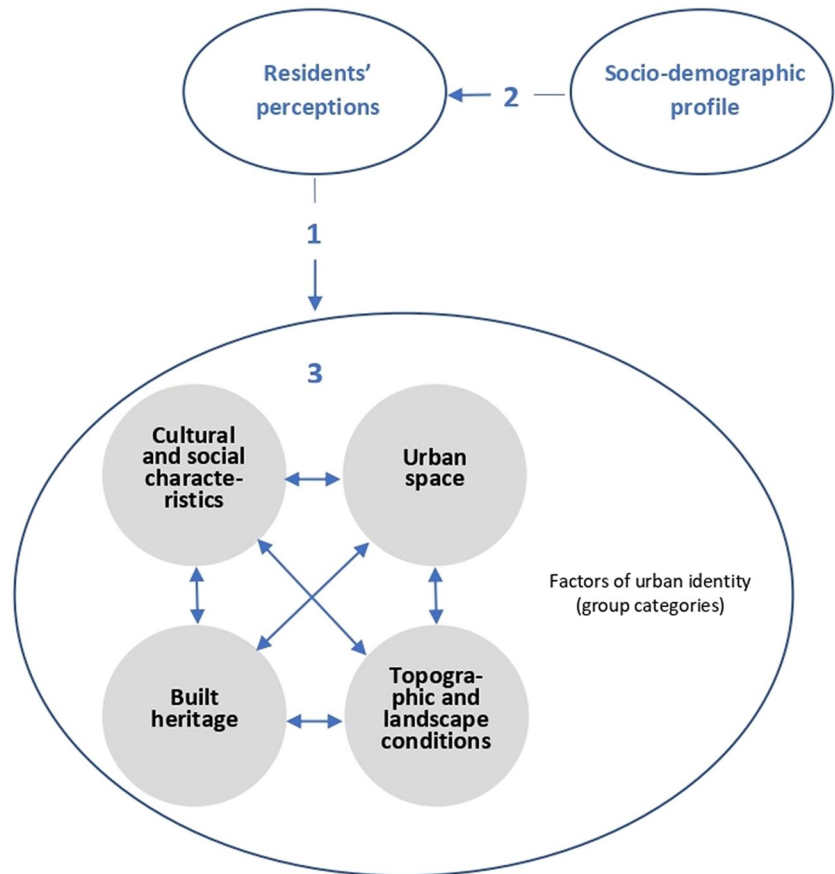 Residents’
perceptions
2
Socio-demographic
profile
1
3
Cultural
and social
characte-
ristics
Urban
space
Factors of urban identity
(group categories)
Built
heritage
Topogra-
phic and
landscape
conditions